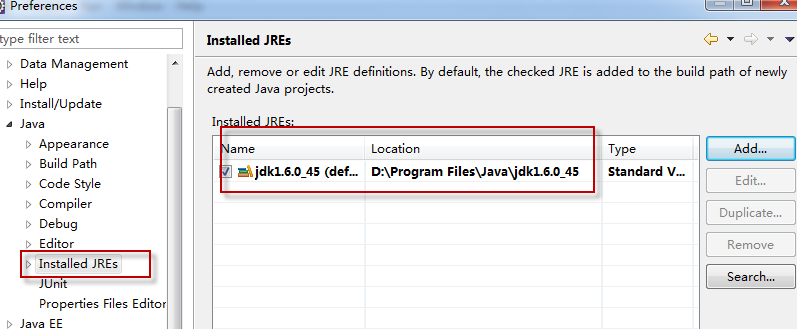 Preferences
Window
Help
type filter text
Data Management
Help
Install/Update
Java
Appearance
Build Path
Code Style
Compiler
Debug
Editor
Installed JREs
JUnit
Properties Files Editor
Java EE
Installed JREs
Add, remove or edit JRE definitions. By default, the checked JRE is added to the build path of newly
created Java projects.
Installed JREs:
Name Location Type
jdk1.6.0_45 (def... D:\Program Files\Java\jdk1.6.0_45 Standard V...
Add...
Edit...
Duplicate...
Remove
Search...